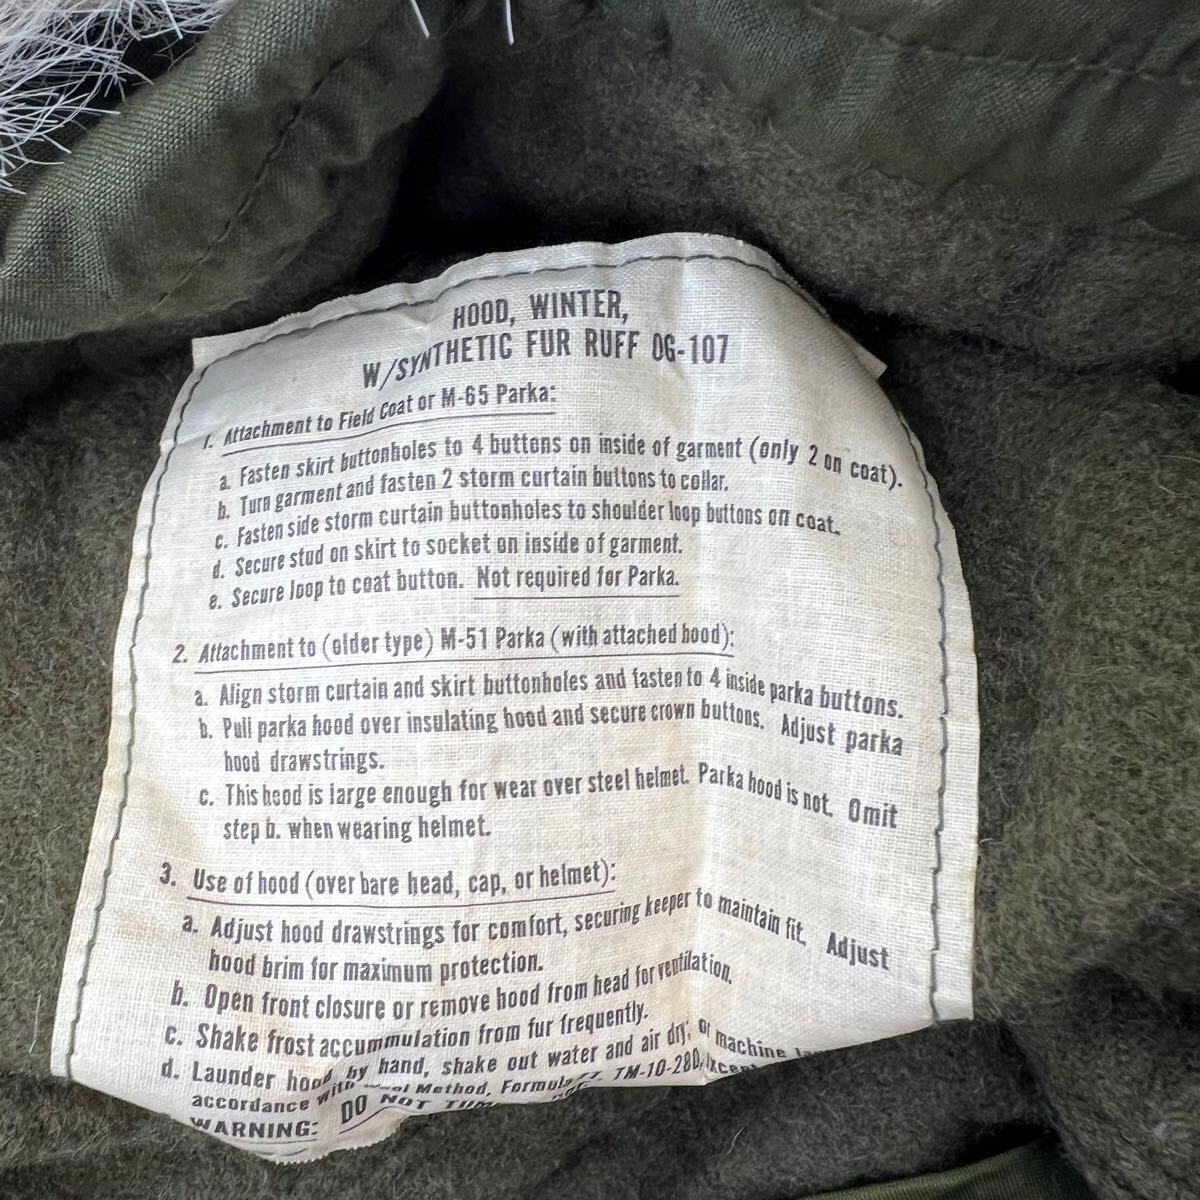 HOOD, WINTER,
W/SYNTHETIC FUR RUFF OG-107
1. Attachment to Field Coat or M-65 Parka:
a. Fasten skirt buttonholes to 4 buttons on inside of garment (only 2 on coat).
b. Turn garment and fasten 2 storm curtain buttons to collar.
c. Fasten side storm curtain buttonholes to shoulder loop buttons on coat.
d. Secure stud on skirt to socket on inside of garment.
e. Secure loop to coat button. Not required for Parka.
2. Attachment to (older type) M-51 Parka (with attached hood):
a. Align storm curtain and skirt buttonholes and fasten to 4 inside parka buttons.
b. Pull parka hood over insulating hood and secure crown buttons. Adjust parka
hood drawstrings.
c. This hood is large enough for wear over steel helmet. Parka hood is not. Omit
step b. when wearing helmet.
3. Use of hood (over bare head, cap, or helmet):
a. Adjust hood drawstrings for comfort, securing keeper to maintain fit. Adjust
hood brim for maximum protection.
b. Open front closure or remove hood from head for ventilation.
c. Shake frost accummulation from fur frequently.
d. Launder hood by hand, shake out water and air dry; or machine
accordance with Method, Formula TM-10-280,
WARNING: DO NOT